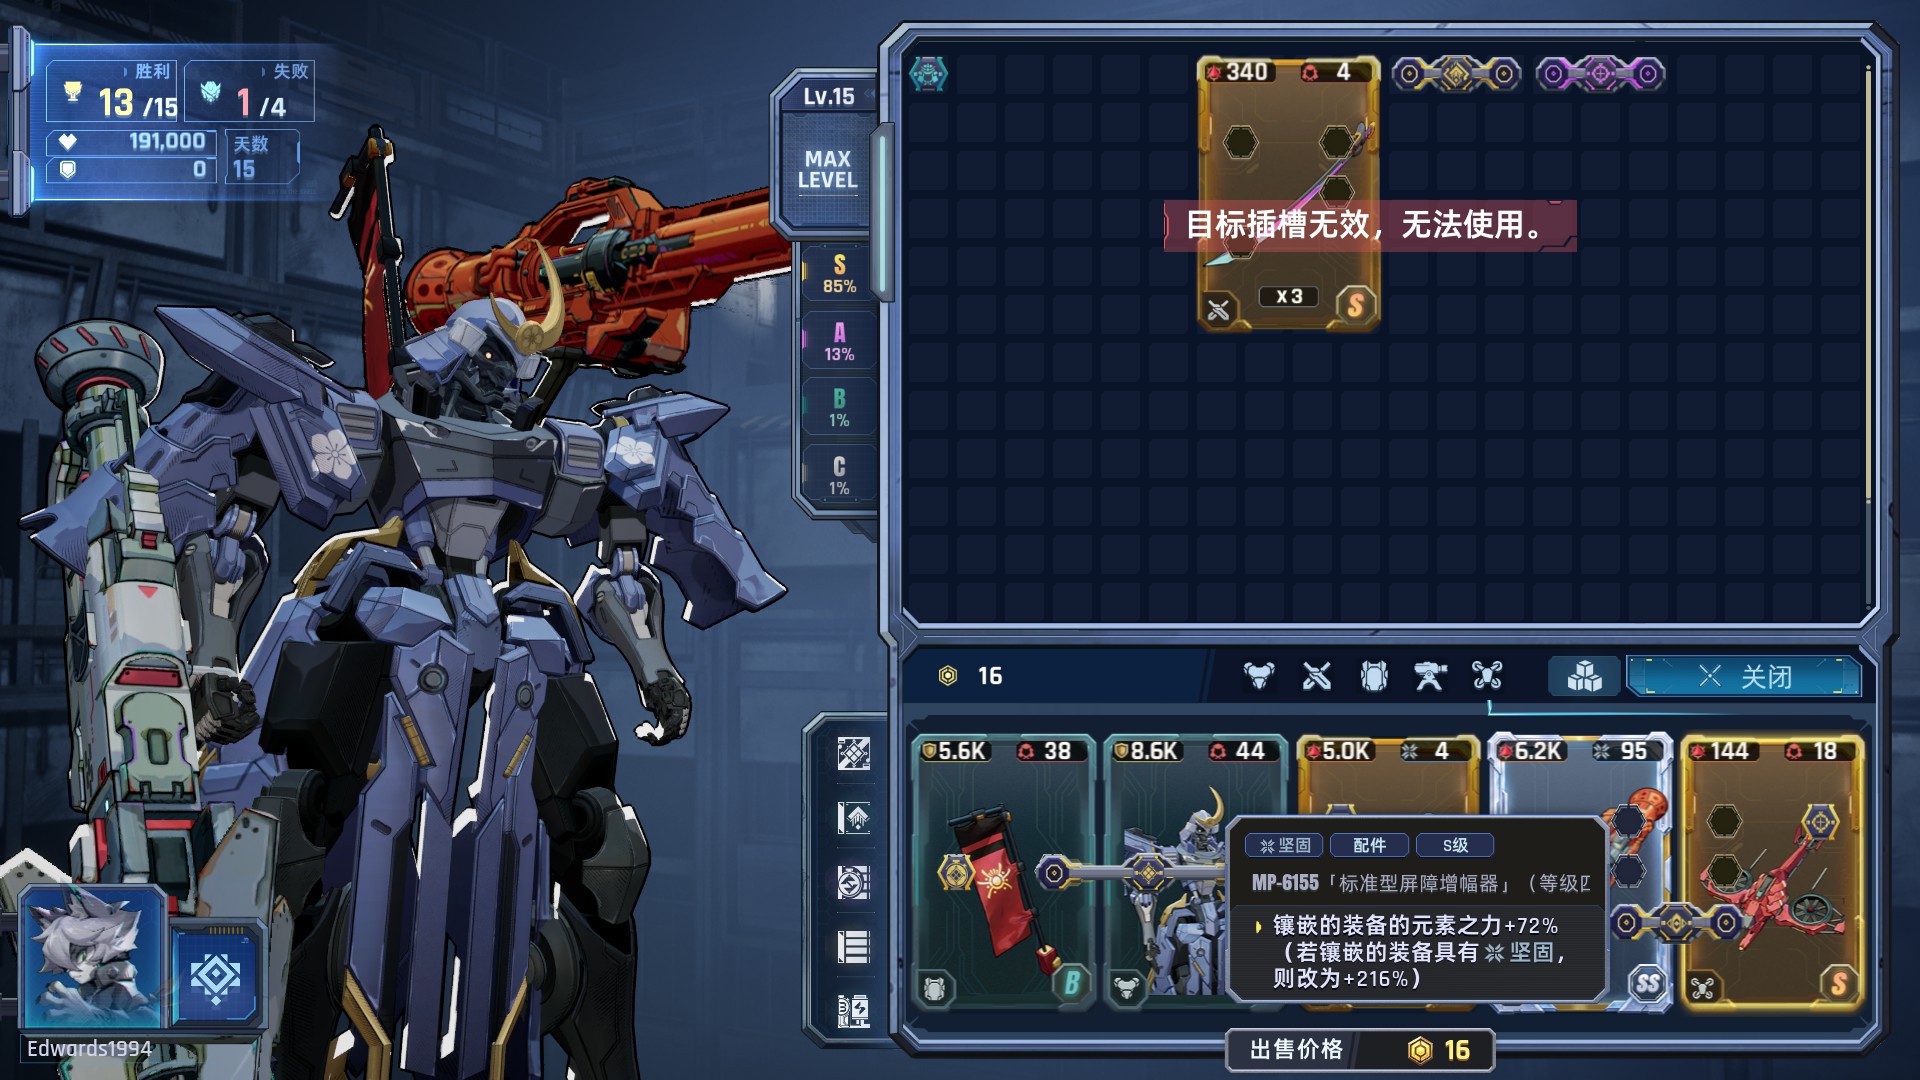 胜利
13 /15
失败
1 /4
191,000
0
天数
15
Lv.15
MAX
LEVEL
S
85%
A
13%
B
1%
C
1%
340
4
目标插槽无效，无法使用。
x3
S
16
关闭
5.6K
38
8.6K
44
5.0K
4
6.2K
95
144
18
坚固
配件
S级
MP-6155「标准型屏障增幅器」（等级
镶嵌的装备的元素之力+72%
（若镶嵌的装备具有坚固，
则改为+216%）
B
SS
S
出售价格
16
Edwards1994